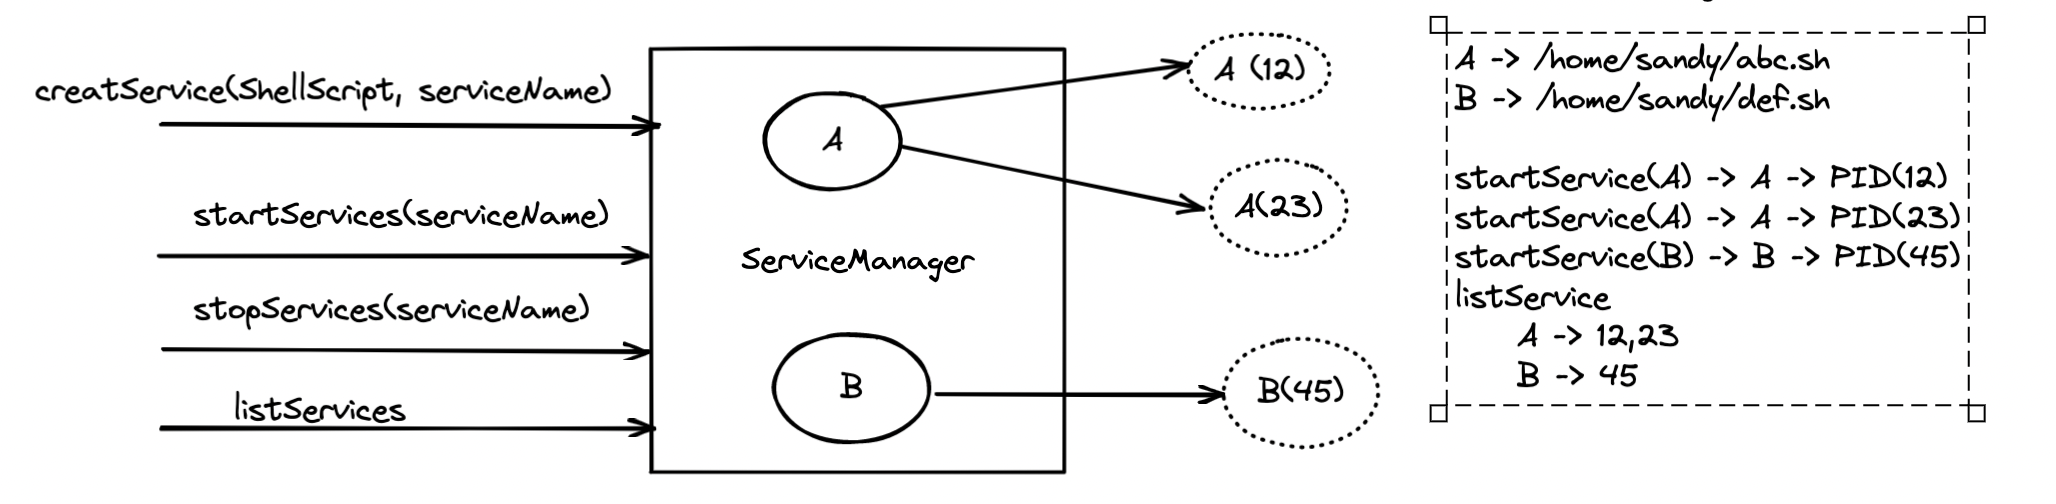 creatService(ShellScript, serviceName)
startServices(serviceName)
stopServices(serviceName)
listServices
A
ServiceManager
B
A (12)
A(23)
B(45)
A -> /home/sandy/abc.sh
B -> /home/sandy/def.sh
startService(A) -> A -> PID(12)
startService(A) -> A -> PID(23)
startService(B) -> B -> PID(45)
listService
A -> 12,23
B -> 45